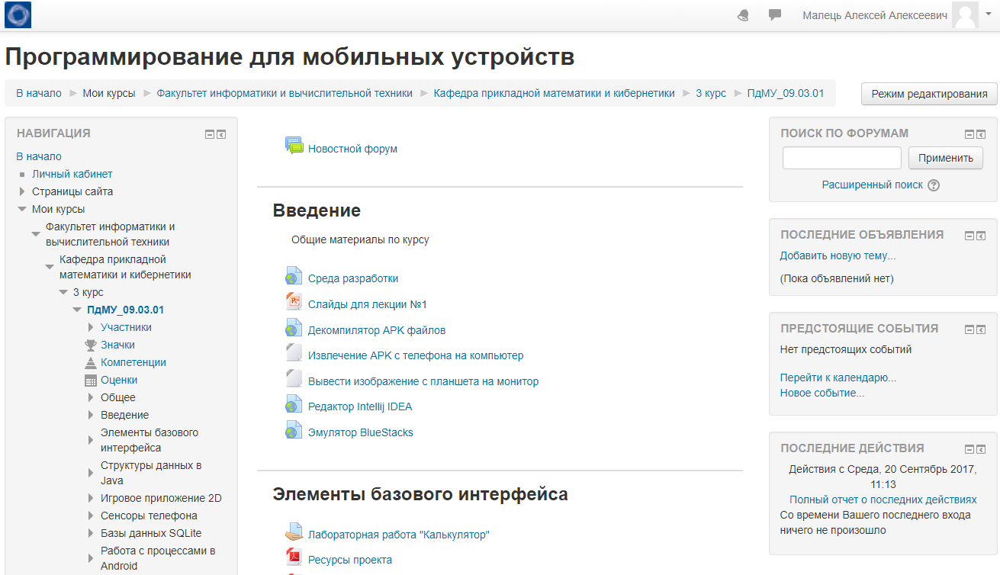 Малець Алексей Алексеевич
Программирование для мобильных устройств
В начало Мои курсы Факультет информатики и вычислительной техники Кафедра прикладной математики и кибернетики 3 курс ПдМУ_09.03.01
Режим редактирования
НАВИГАЦИЯ
В начало
Личный кабинет
Страницы сайта
Мои курсы
Факультет информатики и
вычислительной техники
Кафедра прикладной
математики и кибернетики
3 курс
ПдМУ_09.03.01
Участники
Значки
Компетенции
Оценки
Общее
Введение
Элементы базового
интерфейса
Структуры данных в
Java
Игровое приложение 2D
Сенсоры телефона
Базы данных SQLite
Работа с процессами в
Android
Новостной форум
Введение
Общие материалы по курсу
Среда разработки
Слайды для лекции №1
Декомпилятор APK файлов
Извлечение APK с телефона на компьютер
Вывести изображение с планшета на монитор
Редактор Intellij IDEA
Эмулятор BlueStacks
Элементы базового интерфейса
Лабораторная работа "Калькулятор"
Ресурсы проекта
ПОИСК ПО ФОРУМАМ
Применить
Расширенный поиск
ПОСЛЕДНИЕ ОБЪЯВЛЕНИЯ
Добавить новую тему...
(Пока объявлений нет)
ПРЕДСТОЯЩИЕ СОБЫТИЯ
Нет предстоящих событий
Перейти к календарю...
Новое событие...
ПОСЛЕДНИЕ ДЕЙСТВИЯ
Действия с Среда, 20 Сентябрь 2017,
11:13
Полный отчет о последних действиях
Со времени Вашего последнего входа
ничего не произошло